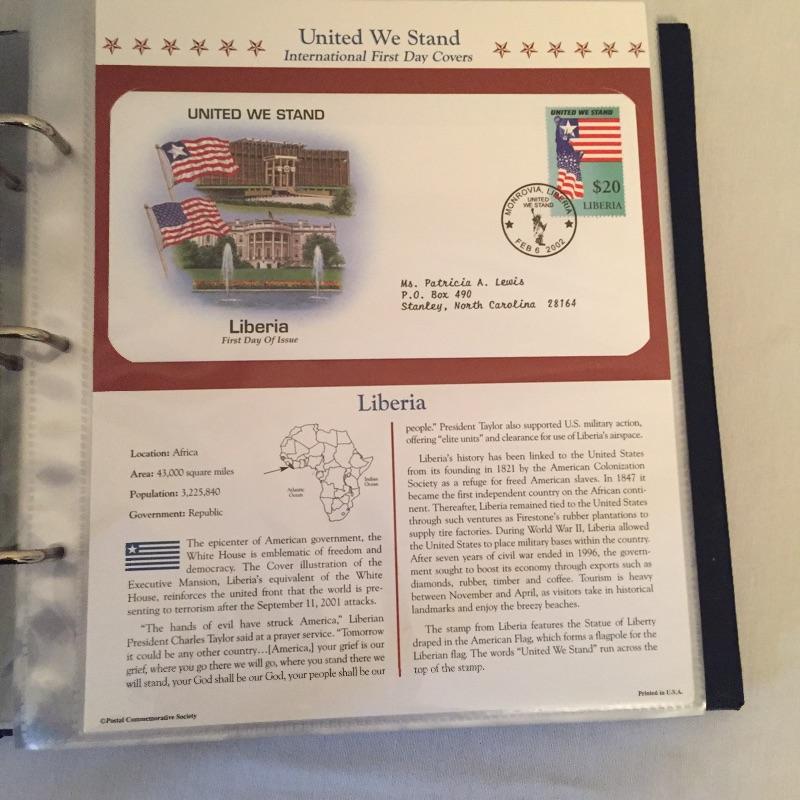 United We Stand
International First Day Covers
UNITED WE STAND
UNITED WE STAND
$20
LIBERIA
MONROVIA, LIBERIA
UNITED
WE STAND
FEB 6 2002
Ms. Patricia A. Lewis
P.O. Box 490
Stanley, North Carolina 28164
Liberia
First Day Of Issue
Liberia
Location: Africa
Area: 43,000 square miles
Population: 3,225,840
Government: Republic
Atlantic
Ocean
Indian
Ocean
The epicenter of American government, the
White House is emblematic of freedom and
democracy. The Cover illustration of the
Executive Mansion, Liberia's equivalent of the White
House, reinforces the united front that the world is pre-
senting to terrorism after the September 11, 2001 attacks.
"The hands of evil have struck America," Liberian
President Charles Taylor said at a prayer service. "Tomorrow
it could be any other country...[America,] your grief is our
grief, where you go there we will go, where you stand there we
will stand, your God shall be our God, your people shall be our
people." President Taylor also supported U.S. military action,
offering "elite units" and clearance for use of Liberia's airspace.
Liberia's history has been linked to the United States
from its founding in 1821 by the American Colonization
Society as a refuge for freed American slaves. In 1847 it
became the first independent country on the African conti-
nent. Thereafter, Liberia remained tied to the United States
through such ventures as Firestone's rubber plantations to
supply tire factories. During World War II, Liberia allowed
the United States to place military bases within the country.
After seven years of civil war ended in 1996, the govern-
ment sought to boost its economy through exports such as
diamonds, rubber, timber and coffee. Tourism is heavy
between November and April, as visitors take in historical
landmarks and enjoy the breezy beaches.
The stamp from Liberia features the Statue of Liberty
draped in the American Flag, which forms a flagpole for the
Liberian flag. The words "United We Stand" run across the
top of the stamp.
©Postal Commemorative Society
Printed in U.S.A.